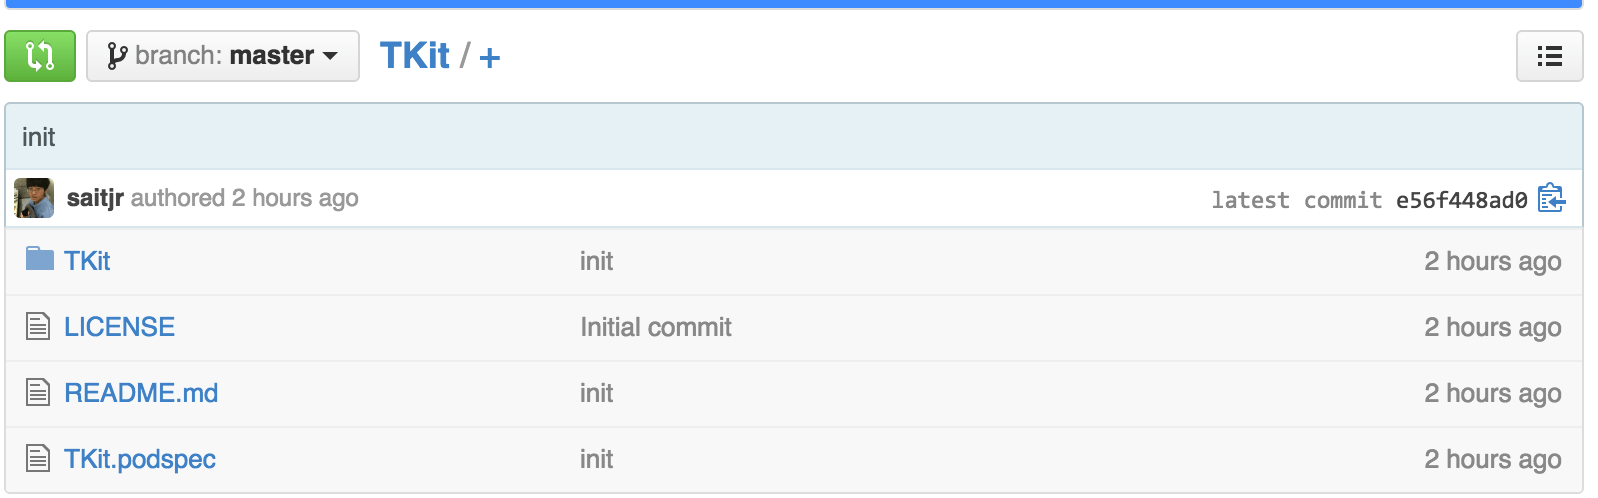 branch: master TKit / +
init
saitjr authored 2 hours ago latest commit e56f448ad0
TKit init 2 hours ago
LICENSE Initial commit 2 hours ago
README.md init 2 hours ago
TKit.podspec init 2 hours ago